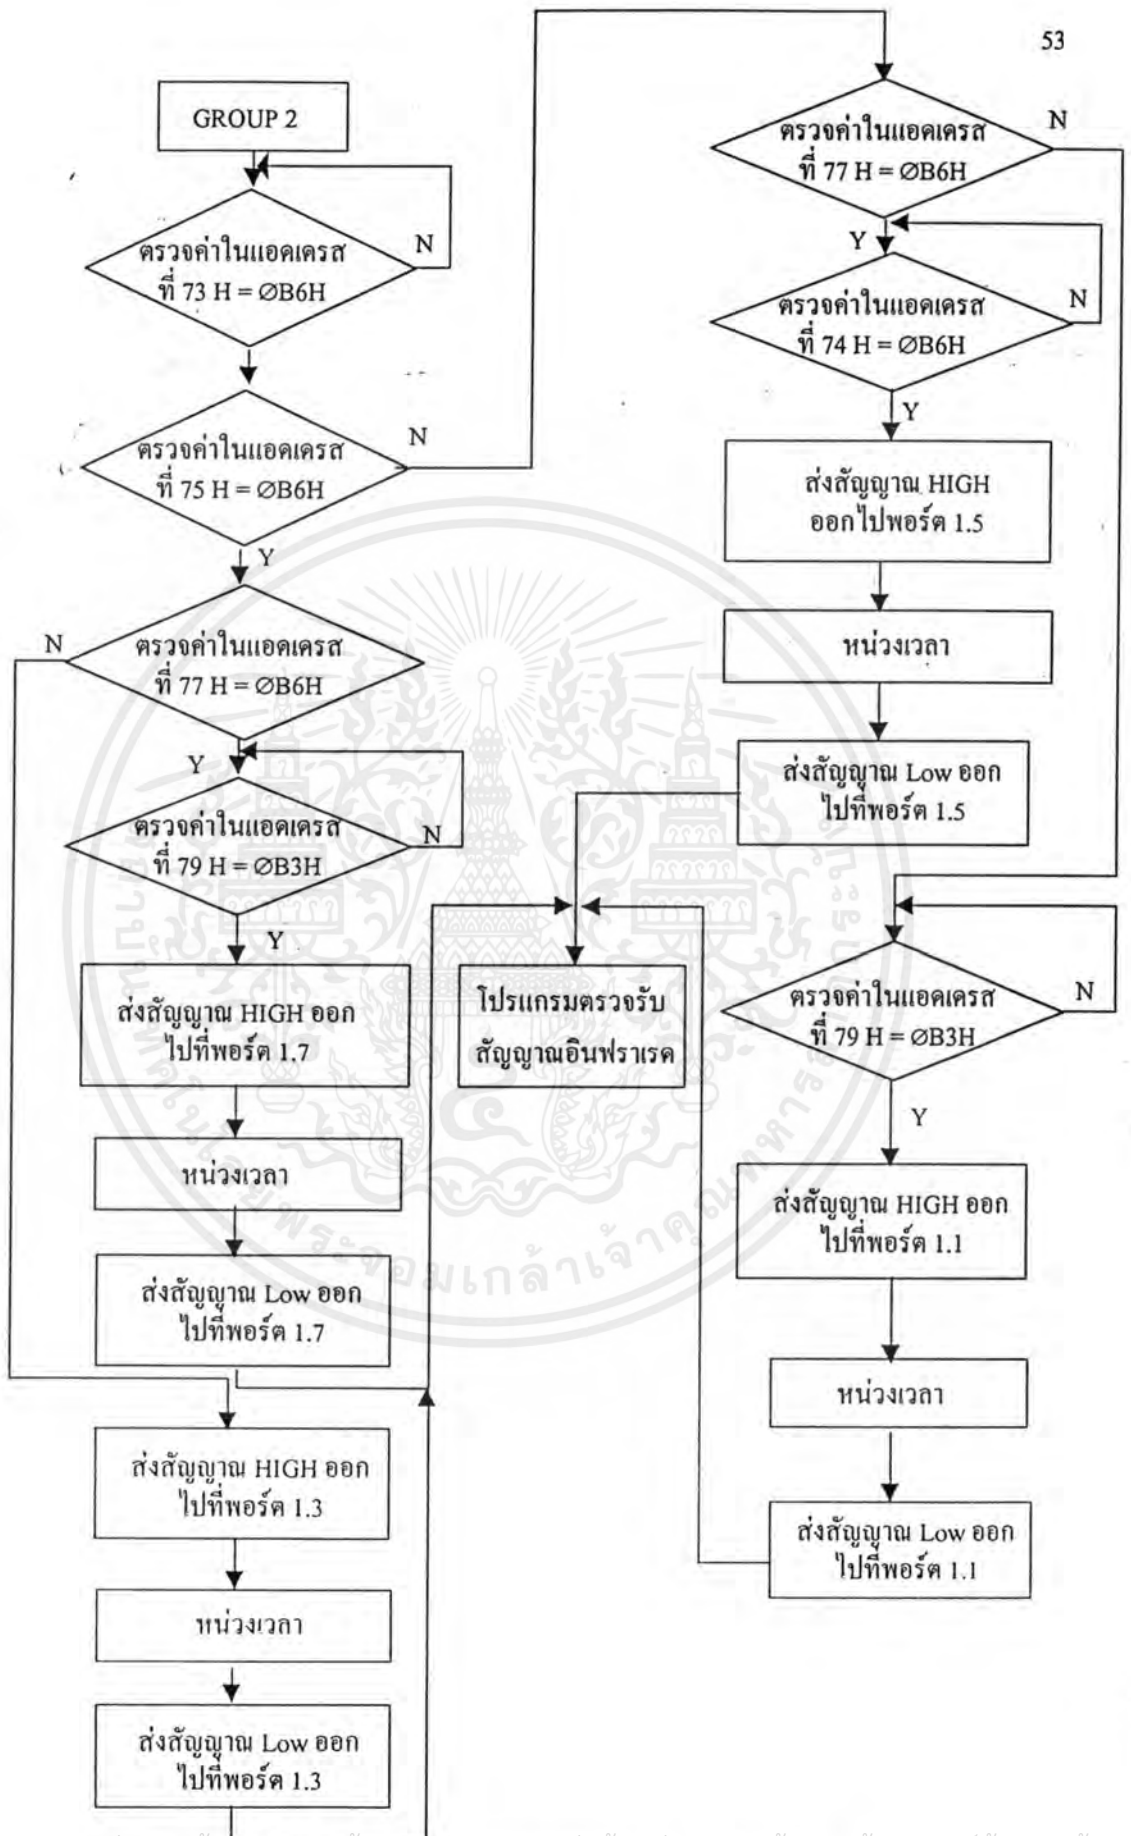 53
GROUP 2
ตรวจค่าในแอดเดรส
ที่ 73 H = ØB6H
N
ตรวจค่าในแอดเดรส
ที่ 75 H = ØB6H
N
Y
ตรวจค่าในแอดเดรส
ที่ 77 H = ØB6H
N
Y
ตรวจค่าในแอดเดรส
ที่ 79 H = ØB3H
N
Y
ส่งสัญญาณ HIGH ออก
ไปที่พอร์ต 1.7
หน่วงเวลา
ส่งสัญญาณ Low ออก
ไปที่พอร์ต 1.7
ส่งสัญญาณ HIGH ออก
ไปที่พอร์ต 1.3
หน่วงเวลา
ส่งสัญญาณ Low ออก
ไปที่พอร์ต 1.3
ตรวจค่าในแอดเดรส
ที่ 77 H = ØB6H
N
Y
ตรวจค่าในแอดเดรส
ที่ 74 H = ØB6H
N
Y
ส่งสัญญาณ HIGH
ออกไปพอร์ต 1.5
หน่วงเวลา
ส่งสัญญาณ Low ออก
ไปที่พอร์ต 1.5
โปรแกรมตรวจรับ
สัญญาณอินฟราเรด
ตรวจค่าในแอดเดรส
ที่ 79 H = ØB3H
N
Y
ส่งสัญญาณ HIGH ออก
ไปที่พอร์ต 1.1
หน่วงเวลา
ส่งสัญญาณ Low ออก
ไปที่พอร์ต 1.1